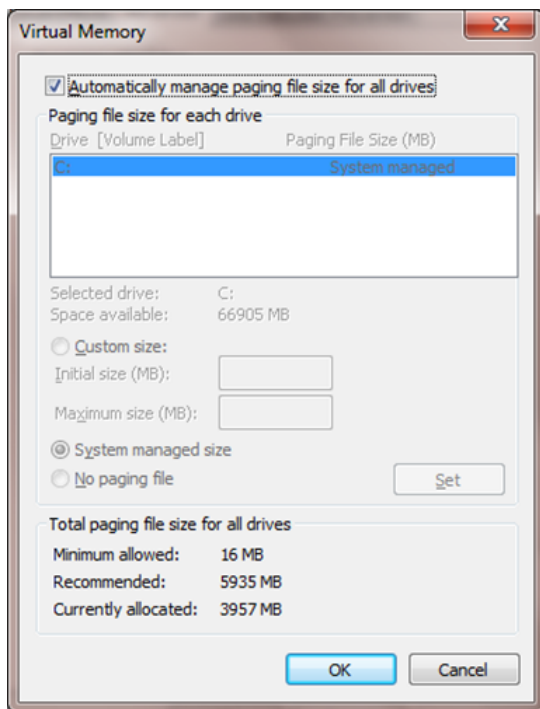 Virtual Memory
Automatically manage paging file size for all drives
Paging file size for each drive
Drive [Volume Label] Paging File Size (MB)
C: System managed
Selected drive: C:
Space available: 66905 MB
Custom size:
Initial size (MB):
Maximum size (MB):
System managed size
No paging file Set
Total paging file size for all drives
Minimum allowed: 16 MB
Recommended: 5935 MB
Currently allocated: 3957 MB
OK Cancel